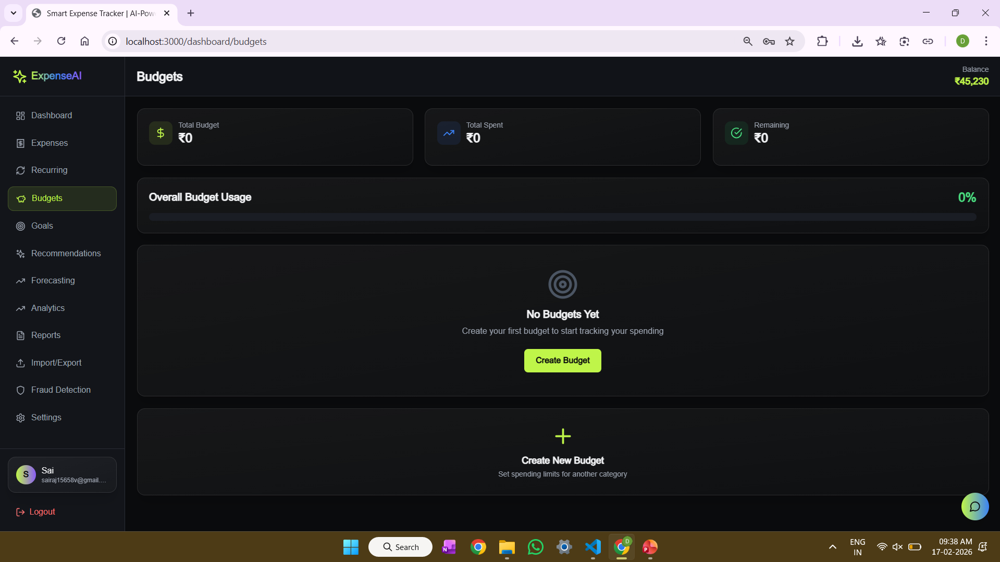 Smart Expense Tracker | AI-Pow
localhost:3000/dashboard/budgets
D
ExpenseAI
Dashboard
Expenses
Recurring
Budgets
Goals
Recommendations
Forecasting
Analytics
Reports
Import/Export
Fraud Detection
Settings
S
Sai
sairaj15658v@gmail....
Logout
Budgets
Balance
₹45,230
Total Budget
₹0
Total Spent
₹0
Remaining
₹0
Overall Budget Usage
0%
No Budgets Yet
Create your first budget to start tracking your spending
Create Budget
Create New Budget
Set spending limits for another category
Search
N
D
P
ENG
IN
09:38 AM
17-02-2026